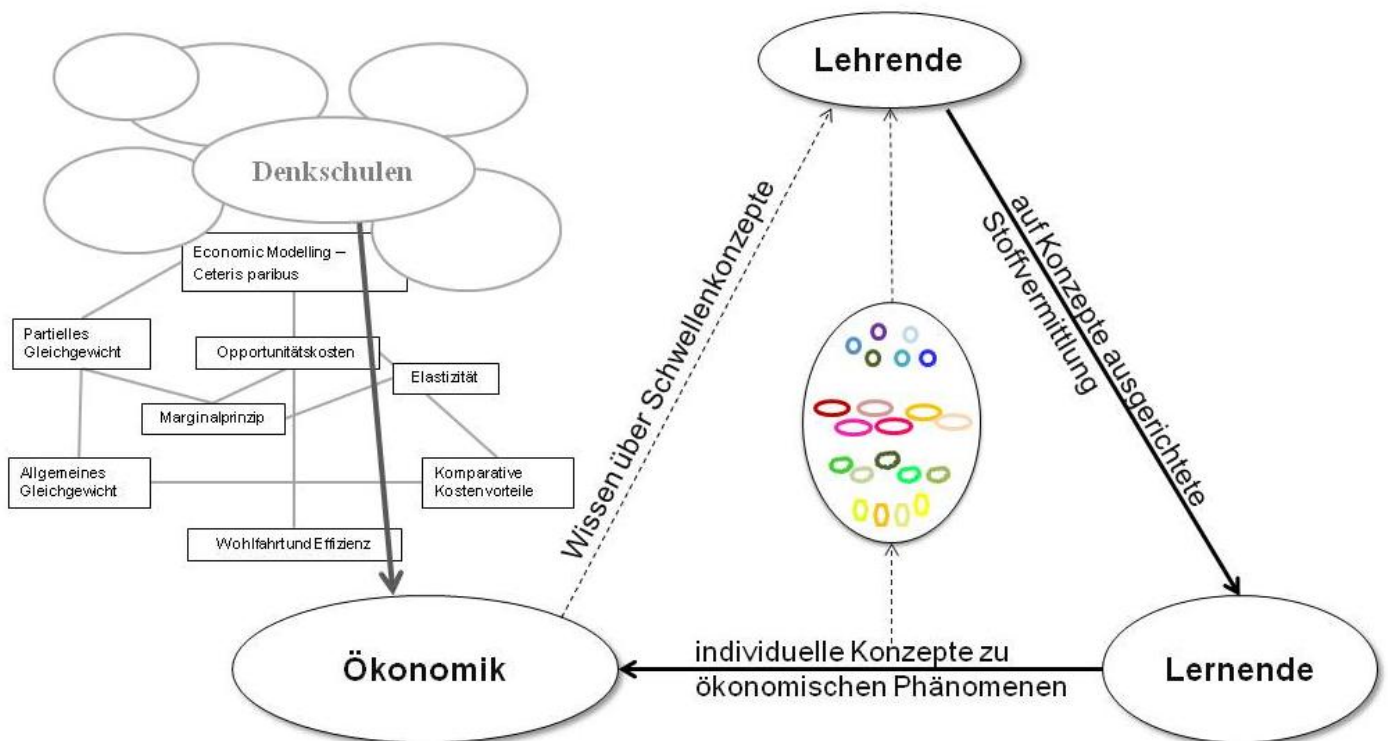 Lehrende
Denkschulen
Economic Modelling –
Ceteris paribus
Partielles
Gleichgewicht
Opportunitätskosten
Elastizität
Marginalprinzip
Allgemeines
Gleichgewicht
Komparative
Kostenvorteile
Wohlfahrt und Effizienz
Wissen über Schwellenkonzepte
auf Konzepte ausgerichtete
Stoffvermittlung
Ökonomik
individuelle Konzepte zu
ökonomischen Phänomenen
Lernende